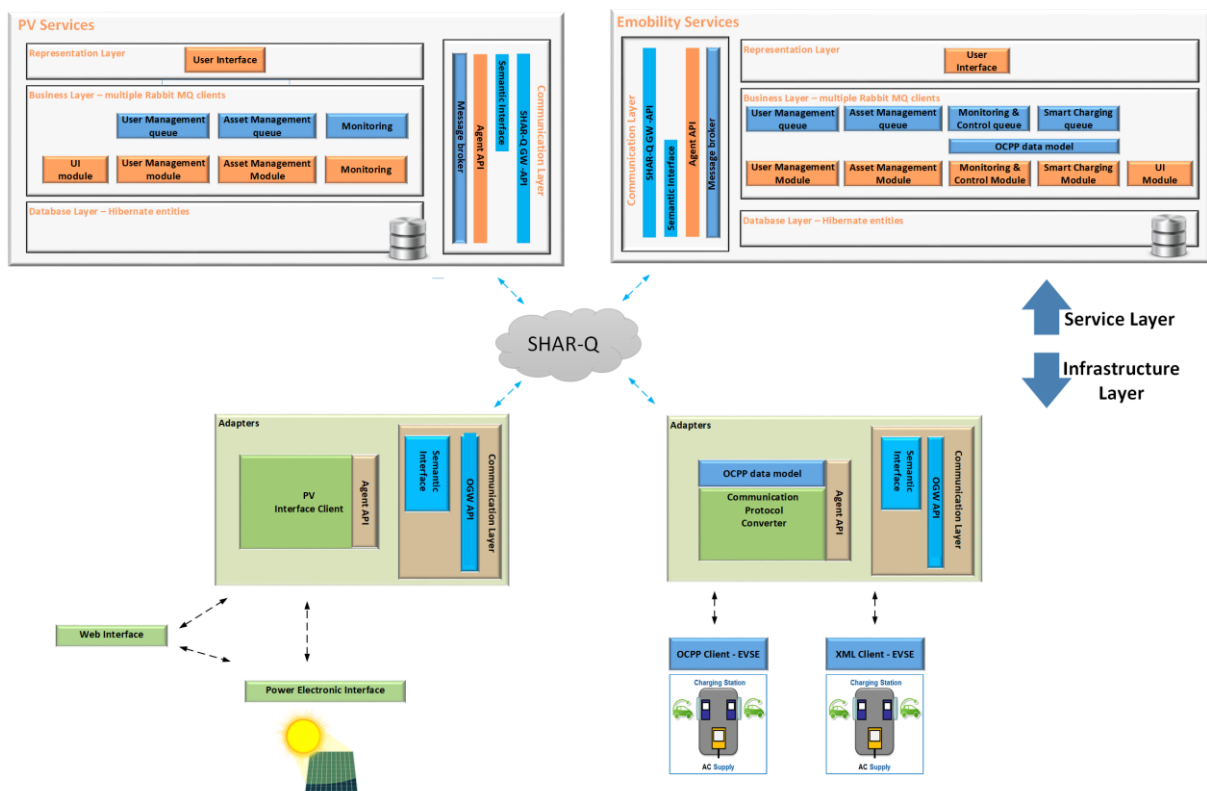 PV Services
Representation Layer
User Interface
Business Layer – multiple Rabbit MQ clients
User Management
queue
Asset Management
queue
Monitoring
UI
module
User Management
module
Asset Management
Module
Monitoring
Database Layer – Hibernate entities
Message broker
Agent API
Semantic Interface
SHAR-Q GW -API
Communication Layer
Emobility Services
Communication Layer
SHAR-Q GW -API
Semantic Interface
Agent API
Message broker
Representation Layer
User
Interface
Business Layer – multiple Rabbit MQ clients
User Management
queue
Asset Management
queue
Monitoring &
Control queue
Smart Charging
queue
OCPP data model
User Management
Module
Asset Management
Module
Monitoring &
Control Module
Smart Charging
Module
UI
Module
Database Layer – Hibernate entities
SHAR-Q
Service Layer
Infrastructure
Layer
Adapters
PV
Interface Client
Agent API
Semantic
Interface
OGW API
Communication Layer
Adapters
OCPP data model
Communication
Protocol
Converter
Agent API
Semantic
Interface
OGW API
Communication Layer
Web Interface
Power Electronic Interface
OCPP Client - EVSE
Charging Station
AC Supply
XML Client - EVSE
Charging Station
AC Supply